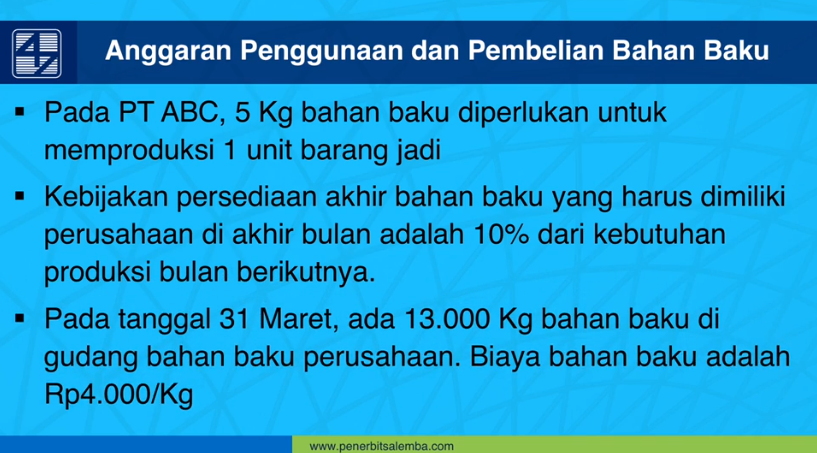 Anggaran Penggunaan dan Pembelian Bahan Baku
▪ Pada PT ABC, 5 Kg bahan baku diperlukan untuk
memproduksi 1 unit barang jadi
▪ Kebijakan persediaan akhir bahan baku yang harus dimiliki
perusahaan di akhir bulan adalah 10% dari kebutuhan
produksi bulan berikutnya.
▪ Pada tanggal 31 Maret, ada 13.000 Kg bahan baku di
gudang bahan baku perusahaan. Biaya bahan baku adalah
Rp4.000/Kg
www.penerbitsalemba.com